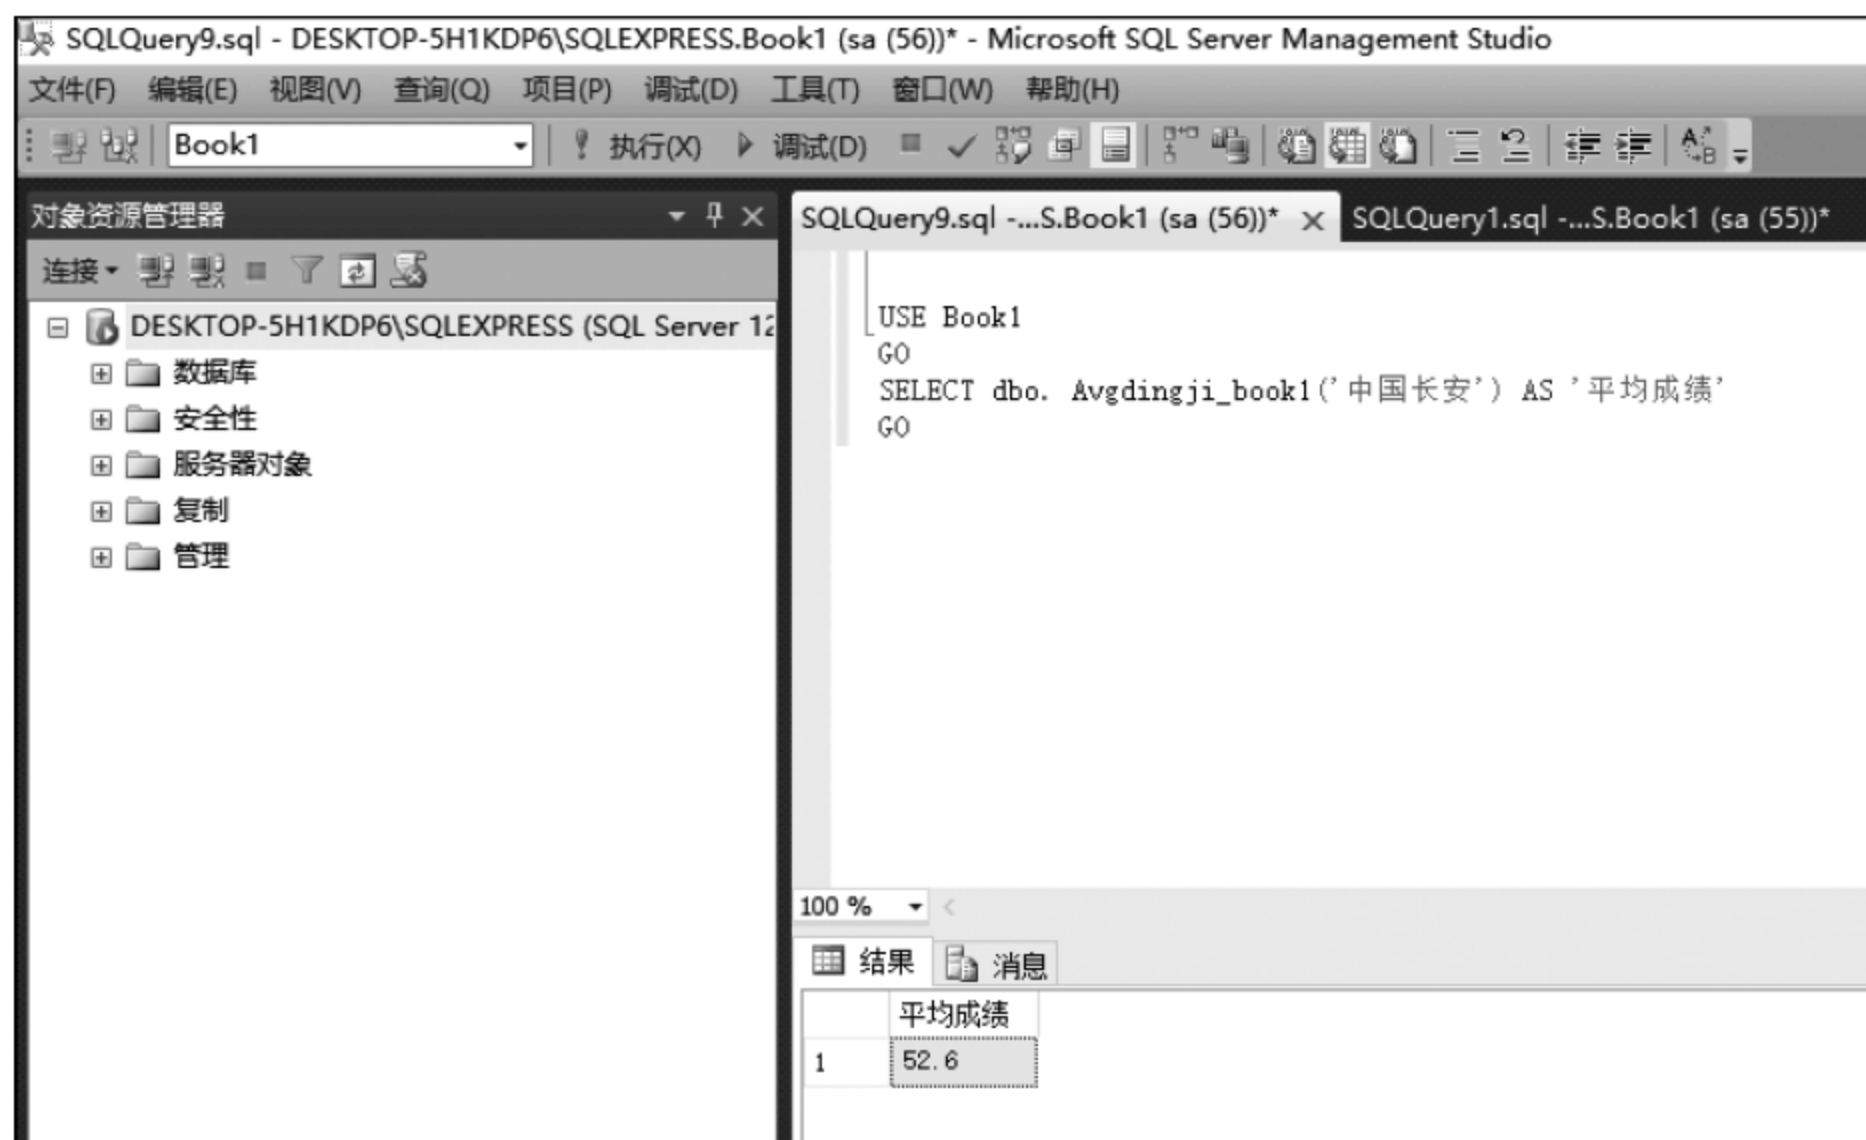 SQLQuery9.sql - DESKTOP-5H1KDP6\SQLEXPRESS.Book1 (sa (56))* - Microsoft SQL Server Management Studio
文件(F) 编辑(E) 视图(V) 查询(Q) 项目(P) 调试(D) 工具(T) 窗口(W) 帮助(H)
Book1 执行(X) 调试(D)
对象资源管理器
连接
DESKTOP-5H1KDP6\SQLEXPRESS (SQL Server 12
数据库
安全性
服务器对象
复制
管理
SQLQuery9.sql -...S.Book1 (sa (56))* SQLQuery1.sql -...S.Book1 (sa (55))*
USE Book1
GO
SELECT dbo. Avgdingji_book1('中国长安') AS '平均成绩'
GO
100 %
结果 消息
平均成绩
1 52.6